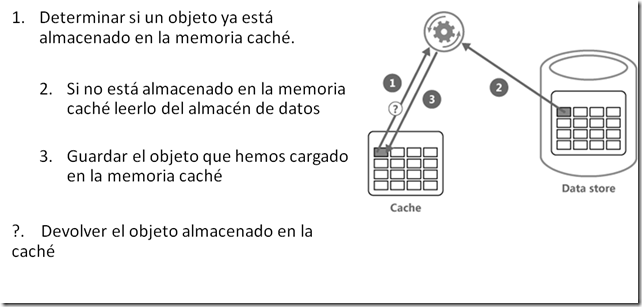 1. Determinar si un objeto ya está
almacenado en la memoria caché.
2. Si no está almacenado en la memoria
caché leerlo del almacén de datos
3. Guardar el objeto que hemos cargado
en la memoria caché
?. Devolver el objeto almacenado en la
caché
1
?
3
2
Cache
Data store